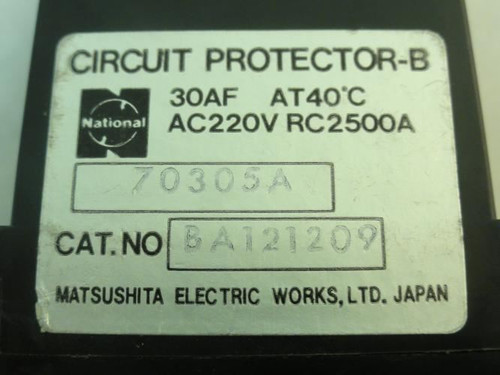 CIRCUIT PROTECTOR-B
National
30AF AT40°C
AC220V RC2500A
70305A
CAT.NO BA121209
MATSUSHITA ELECTRIC WORKS, LTD. JAPAN